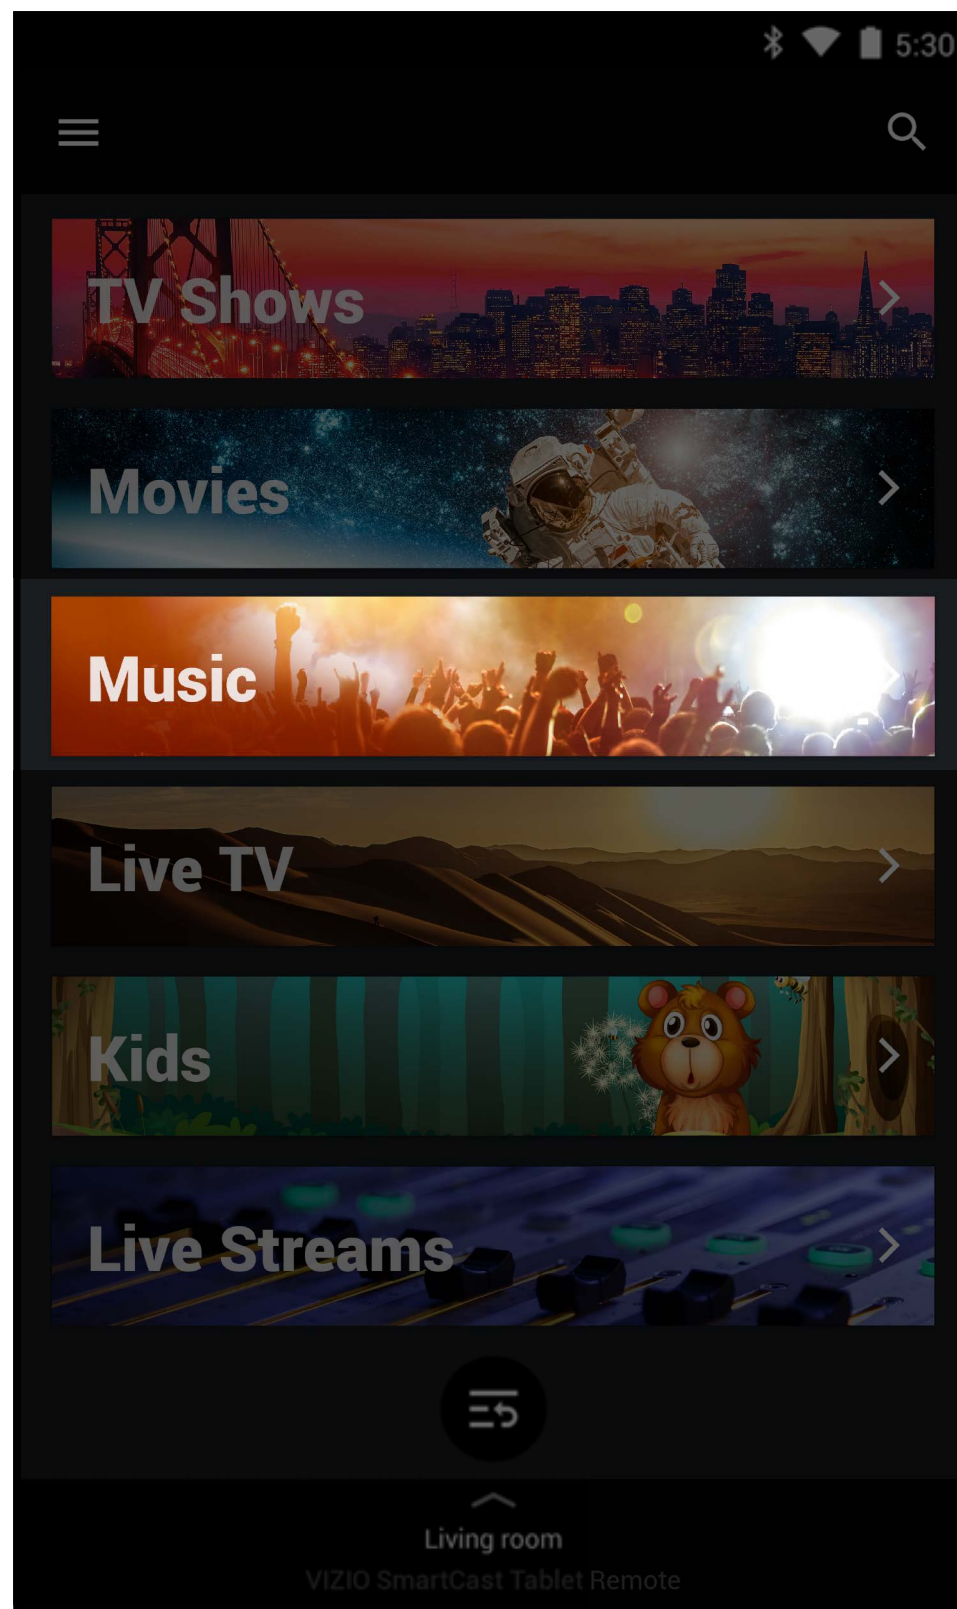 5:30
TV Shows
Movies
Music
Live TV
Kids
Live Streams
Living room
VIZIO SmartCast Tablet Remote